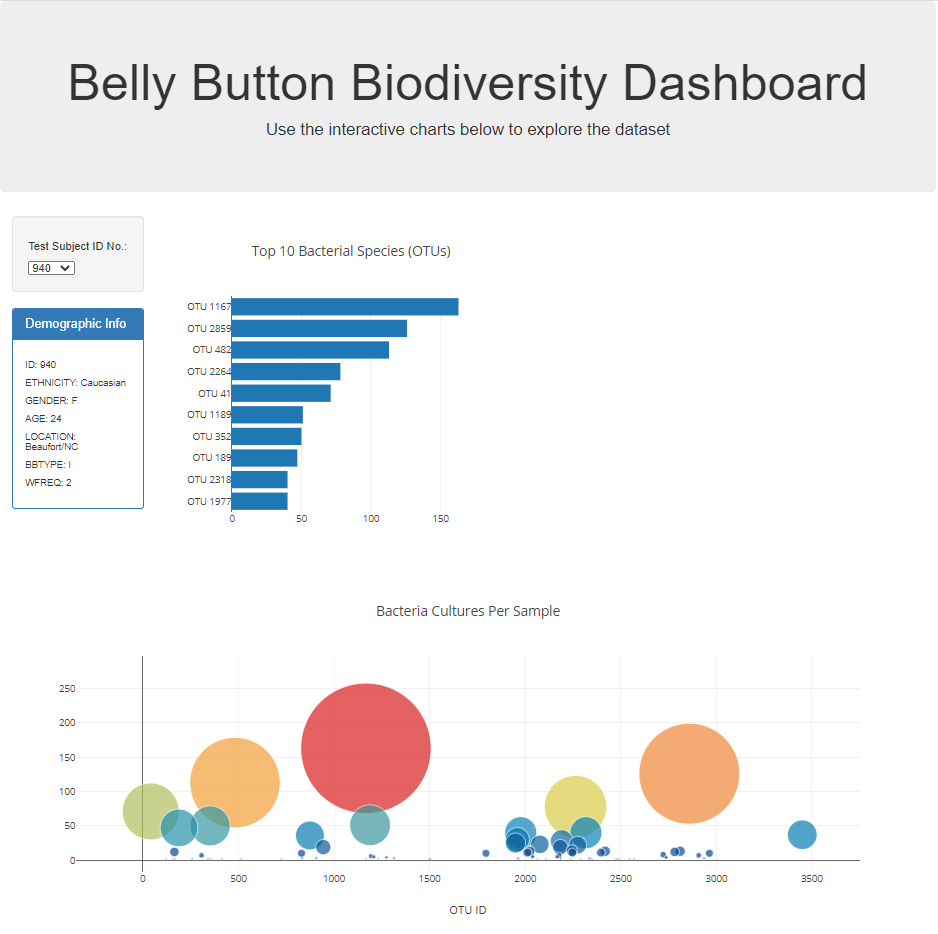 Belly Button Biodiversity Dashboard
Use the interactive charts below to explore the dataset
Test Subject ID No.:
940
Demographic Info
ID: 940
ETHNICITY: Caucasian
GENDER: F
AGE: 24
LOCATION:
Beaufort/NC
BBTYPE: I
WFREQ: 2
Top 10 Bacterial Species (OTUs)
OTU 1167
OTU 2859
OTU 482
OTU 2264
OTU 41
OTU 1189
OTU 352
OTU 189
OTU 2318
OTU 1977
0 50 100 150
Bacteria Cultures Per Sample
250
200
150
100
50
0
0 500 1000 1500 2000 2500 3000 3500
OTU ID